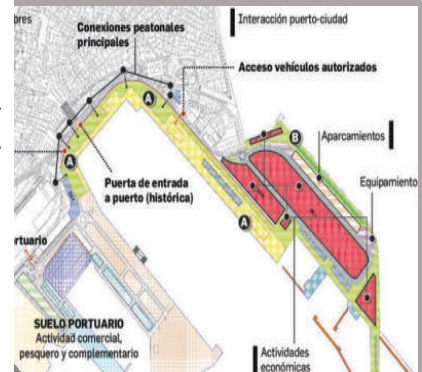 ores
Conexiones peatonales
principales
Interacción puerto-ciudad
Acceso vehículos autorizados
A
B
Aparcamientos
A
Puerta de entrada
a puerto (histórica)
Equipamiento
A
ortuario
SUELO PORTUARIO
Actividad comercial,
pesquero y complementario
Actividades
económicas